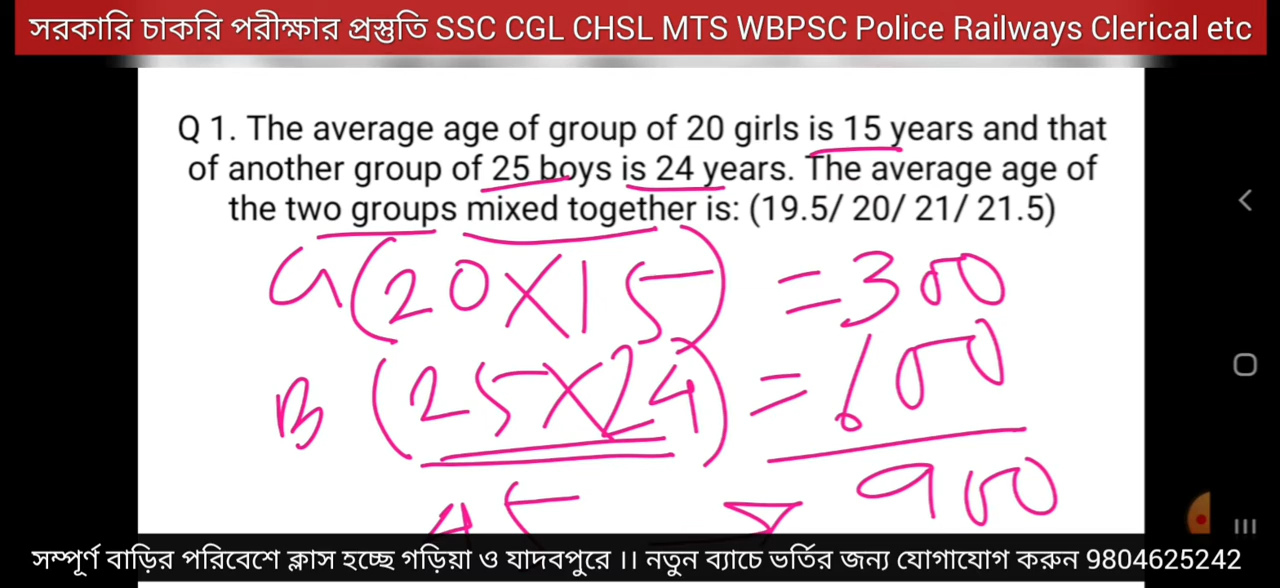 সরকারি চাকরি পরীক্ষার প্রস্তুতি SSC CGL CHSL MTS WBPSC Police Railways Clerical etc
Q 1. The average age of group of 20 girls is 15 years and that
of another group of 25 boys is 24 years. The average age of
the two groups mixed together is: (19.5/ 20/ 21/ 21.5)
G(20×15) =300
B (25×24) =600
45 900
সম্পূর্ণ বাড়ির পরিবেশে ক্লাস হচ্ছে গড়িয়া ও যাদবপুরে ।। নতুন ব্যাচে ভর্তির জন্য যোগাযোগ করুন 9804625242